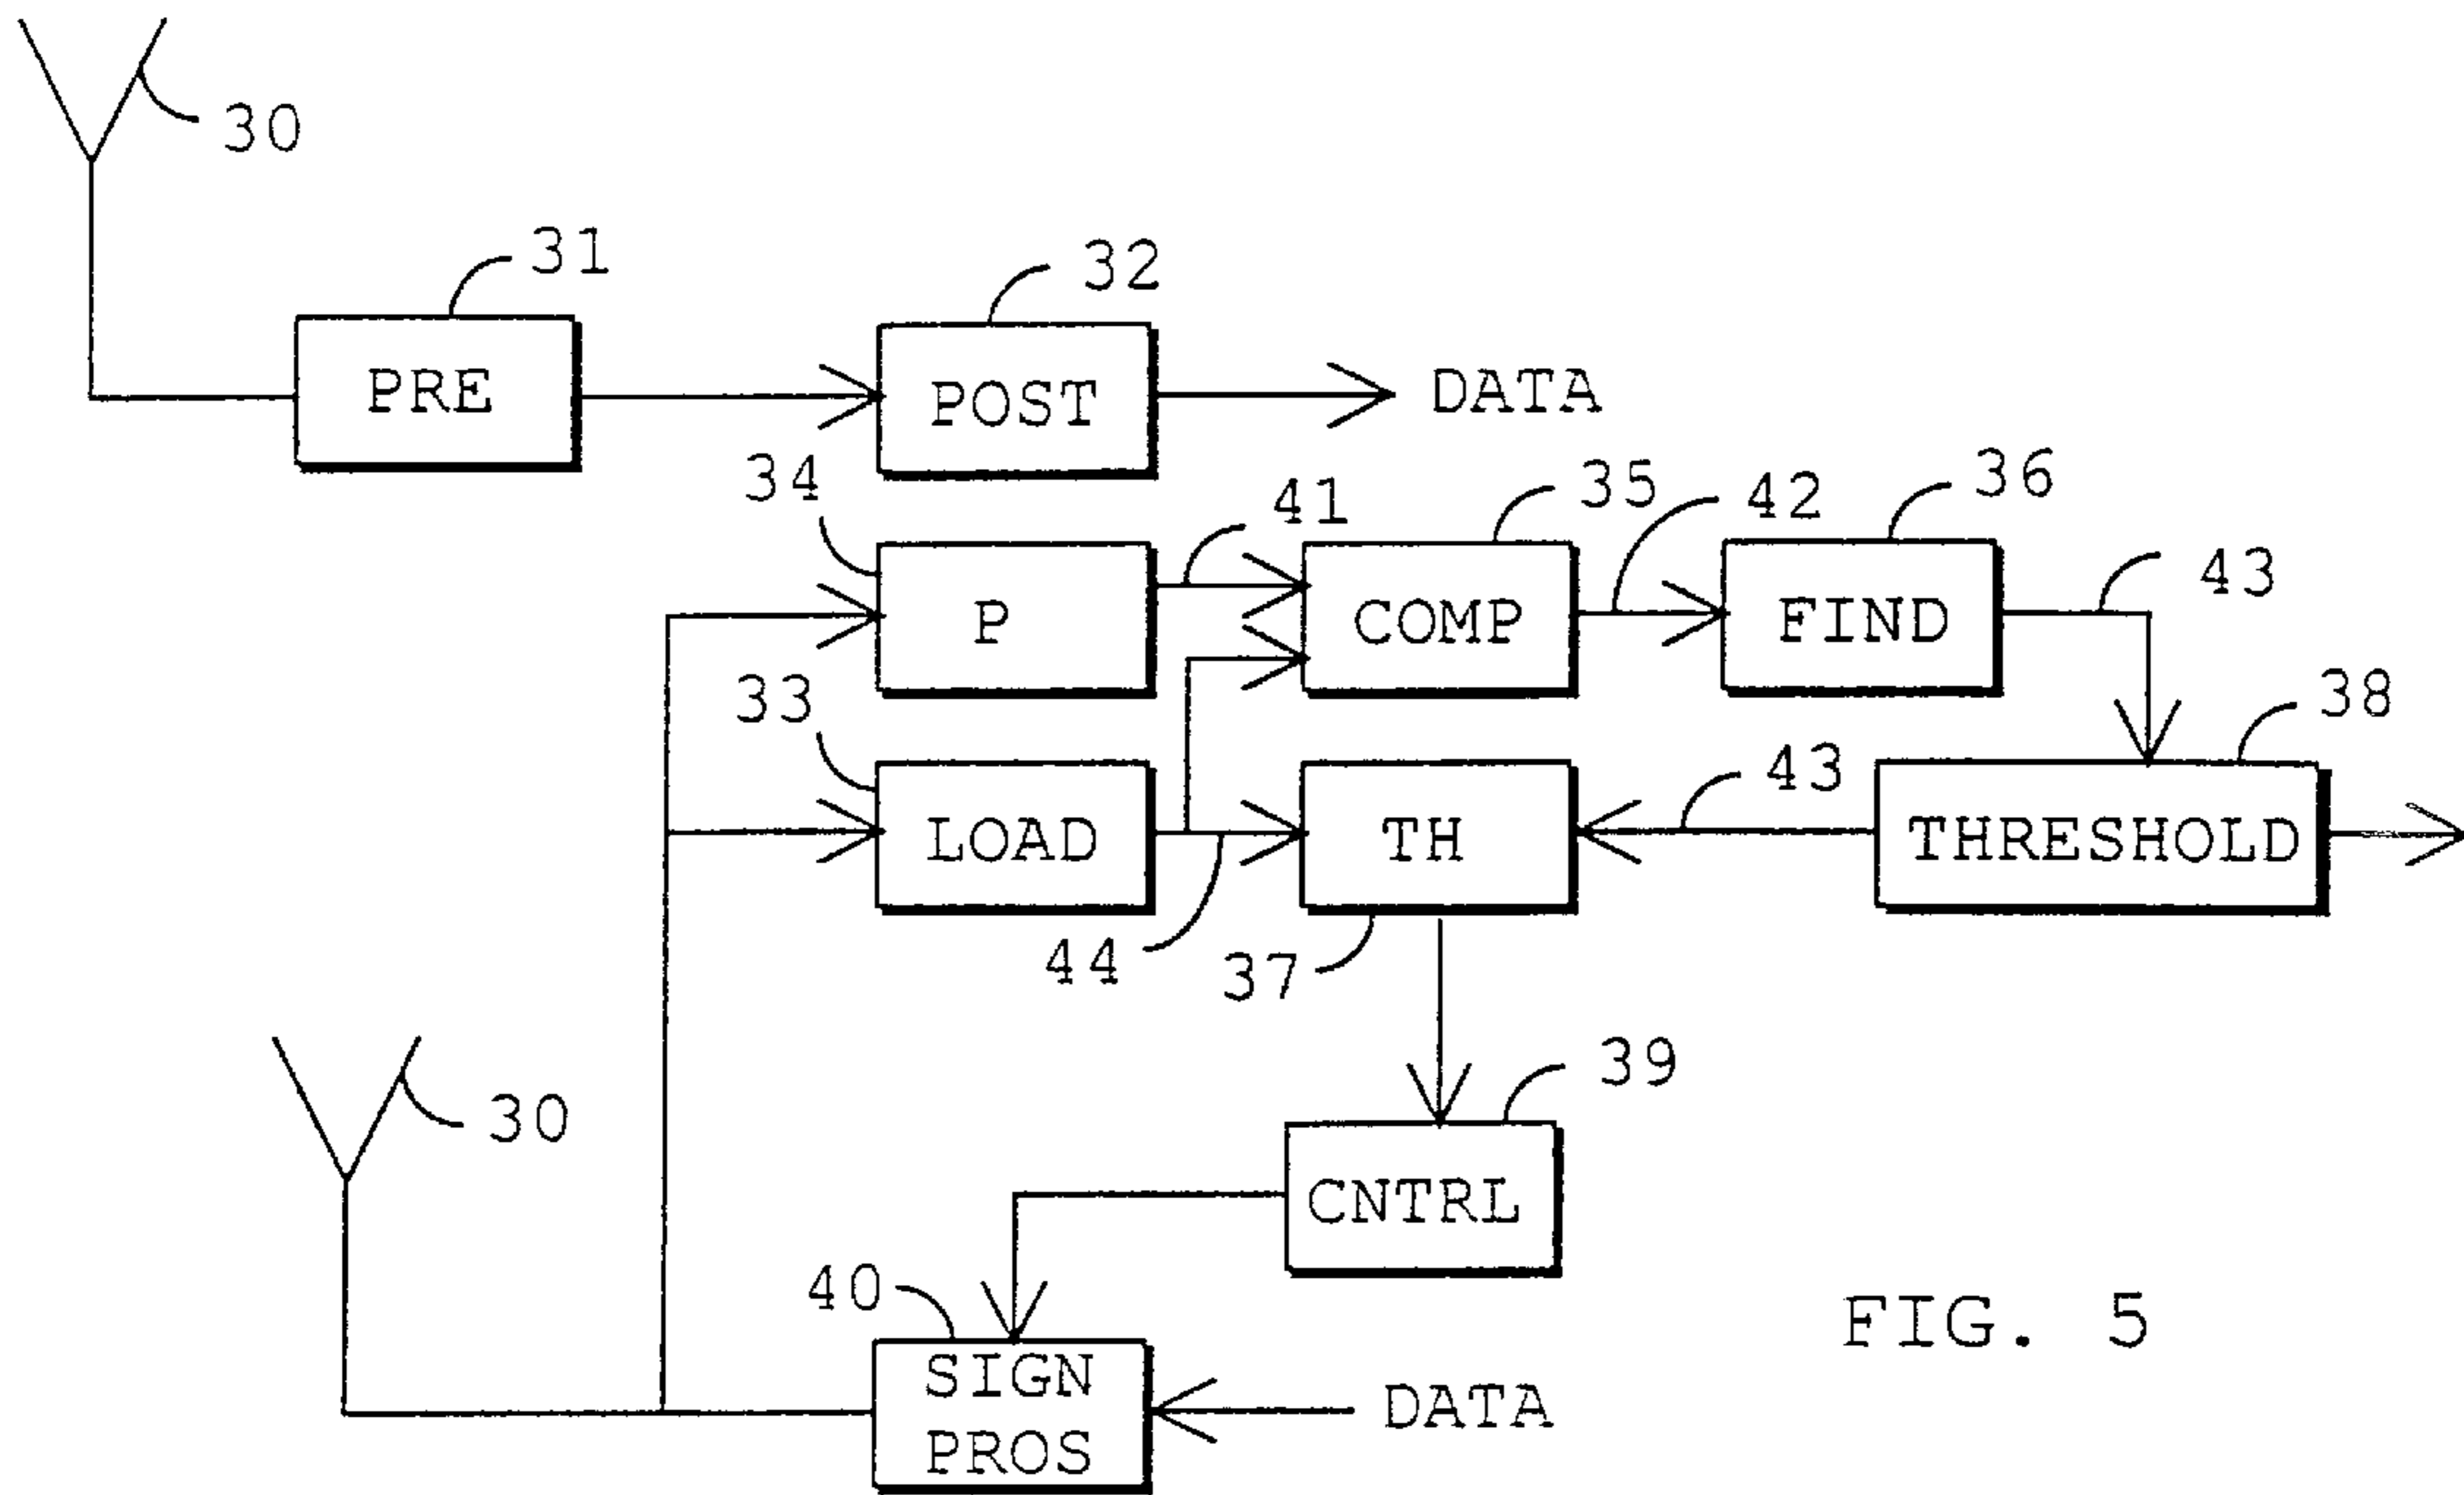 30
31
32
PRE
POST
DATA
34
41
35
42
36
43
P
COMP
FIND
33
38
43
LOAD
TH
THRESHOLD
44
37
30
39
CNTRL
40
FIG. 5
SIGN
PROS
DATA